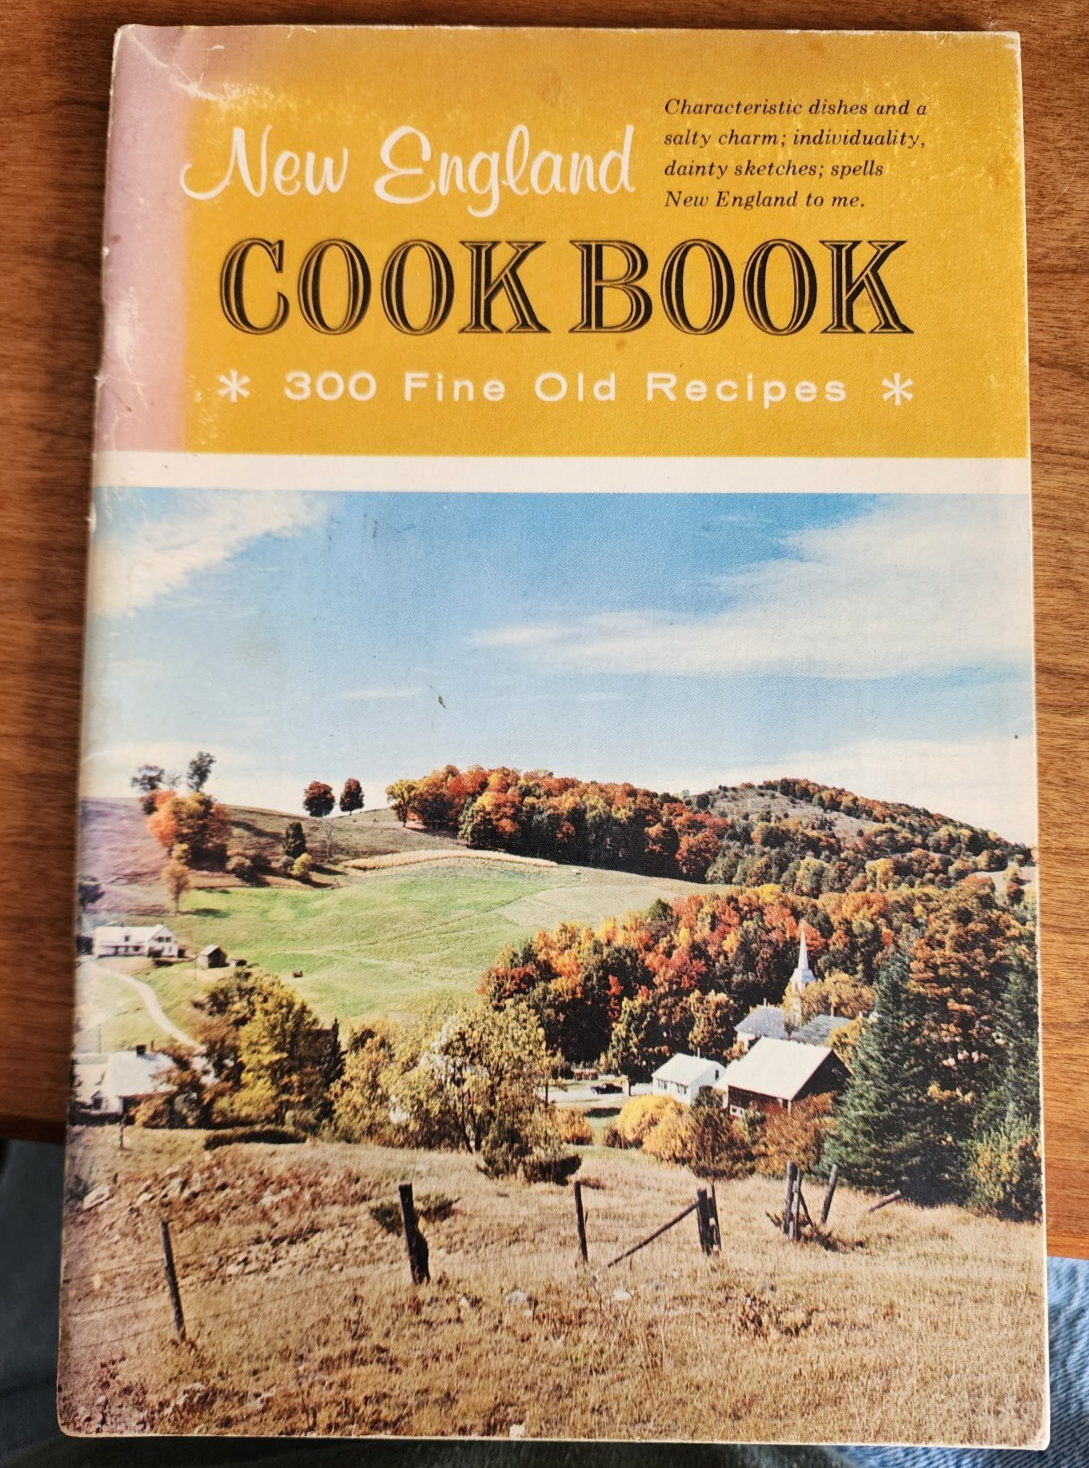 New England
Characteristic dishes and a
salty charm; individuality,
dainty sketches; spells
New England to me.
COOK BOOK
* 300 Fine Old Recipes *